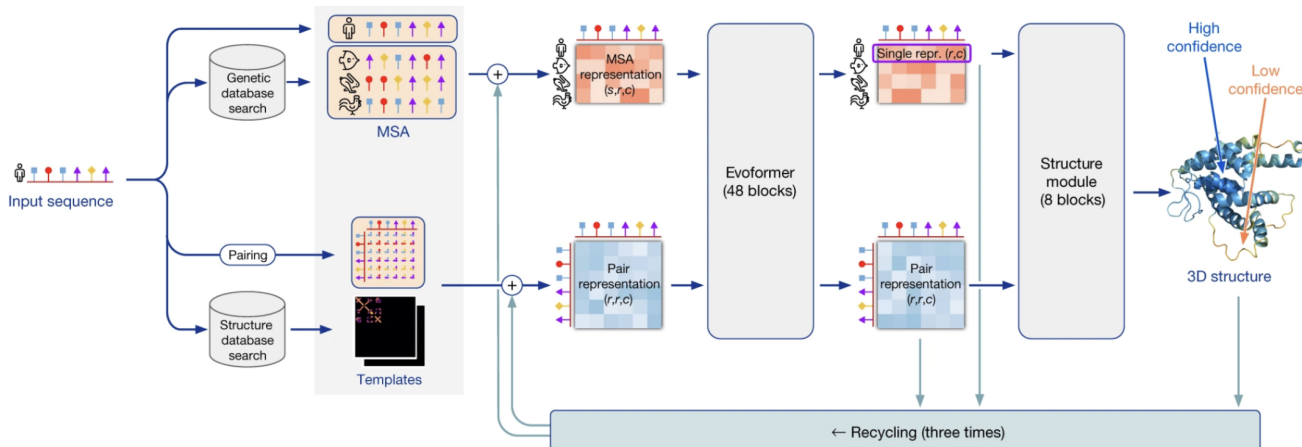 Input sequence
Genetic
database
search
Pairing
Structure
database
search
MSA
Templates
+
+
MSA
representation
(s,r,c)
Pair
representation
(r,r,c)
Evoformer
(48 blocks)
Single repr. (r,c)
Pair
representation
(r,r,c)
Structure
module
(8 blocks)
High
confidence
Low
confidence
3D structure
← Recycling (three times)